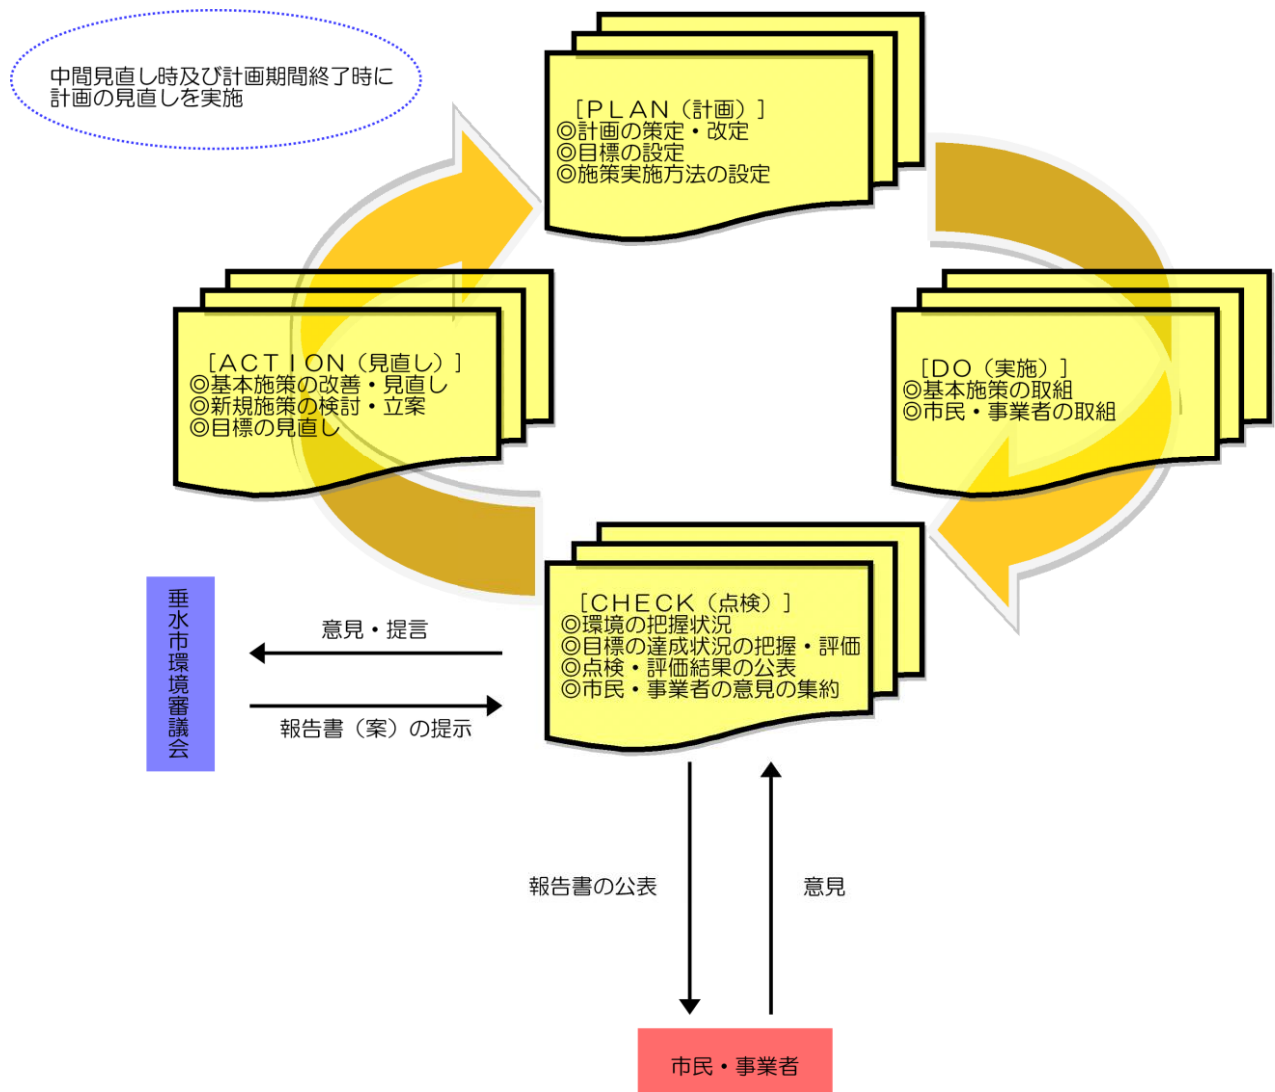 中間見直し時及び計画期間終了時に
計画の見直しを実施
［ＰＬＡＮ（計画）］
◎計画の策定・改定
◎目標の設定
◎施策実施方法の設定
［ＡＣＴＩＯＮ（見直し）］
◎基本施策の改善・見直し
◎新規施策の検討・立案
◎目標の見直し
［ＤＯ（実施）］
◎基本施策の取組
◎市民・事業者の取組
［ＣＨＥＣＫ（点検）］
◎環境の把握状況
◎目標の達成状況の把握・評価
◎点検・評価結果の公表
◎市民・事業者の意見の集約
垂水市環境審議会
意見・提言
報告書（案）の提示
報告書の公表
意見
市民・事業者